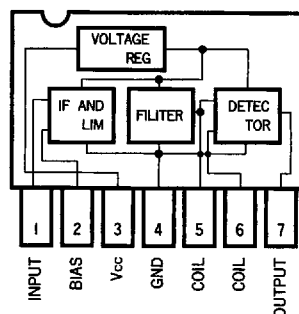 VOLTAGE
REG
IF AND
LIM
FILITER
DETEC
TOR
1
2
3
4
5
6
7
INPUT
BIAS
Vcc
GND
COIL
COIL
OUTPUT